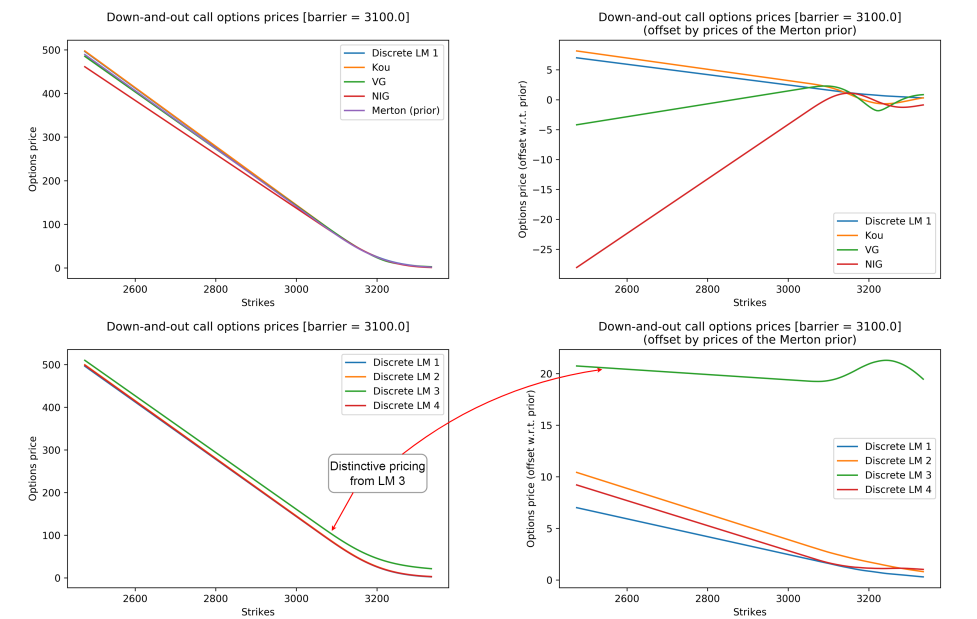 Down-and-out call options prices [barrier = 3100.0]
Options price
500
400
300
200
100
0
2600
2800
3000
3200
Strikes
Discrete LM 1
Kou
VG
NIG
Merton (prior)
Down-and-out call options prices [barrier = 3100.0]
(offset by prices of the Merton prior)
Options price (offset w.r.t. prior)
5
0
−5
−10
−15
−20
−25
2600
2800
3000
3200
Strikes
Discrete LM 1
Kou
VG
NIG
Down-and-out call options prices [barrier = 3100.0]
Options price
500
400
300
200
100
0
2600
2800
3000
3200
Strikes
Discrete LM 1
Discrete LM 2
Discrete LM 3
Discrete LM 4
Distinctive pricing
from LM 3
Down-and-out call options prices [barrier = 3100.0]
(offset by prices of the Merton prior)
Options price (offset w.r.t. prior)
20
15
10
5
0
2600
2800
3000
3200
Strikes
Discrete LM 1
Discrete LM 2
Discrete LM 3
Discrete LM 4